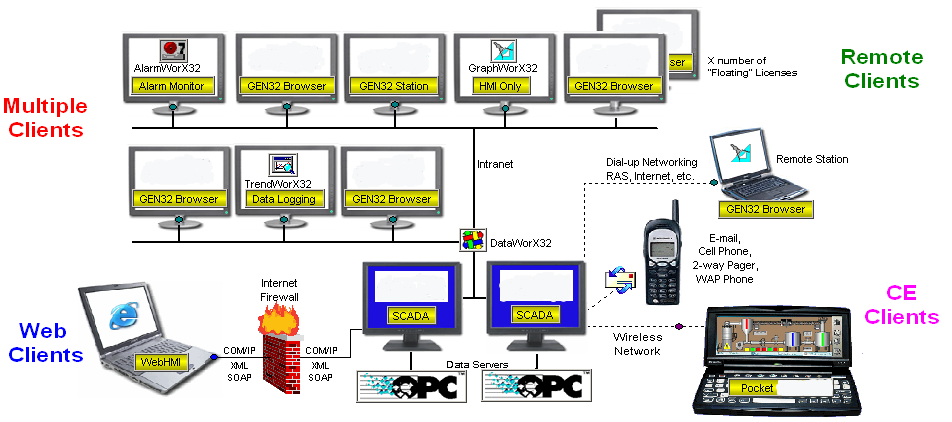 AlarmWorX32
Alarm Monitor
GEN32 Browser
GEN32 Station
GraphWorX32
HMI Only
GEN32 Browser
ser
X number of
"Floating" Licenses
Remote
Clients
Multiple
Clients
Intranet
GEN32 Browser
TrendWorX32
Data Logging
GEN32 Browser
DataWorX32
Dial-up Networking
RAS, Internet, etc.
Remote Station
GEN32 Browser
E-mail,
Cell Phone,
2-way Pager,
WAP Phone
Internet
Firewall
SCADA
SCADA
CE
Clients
Web
Clients
WebHMI
COM/IP
XML
SOAP
COM/IP
XML
SOAP
Data Servers
OPC
OPC
Wireless
Network
Pocket